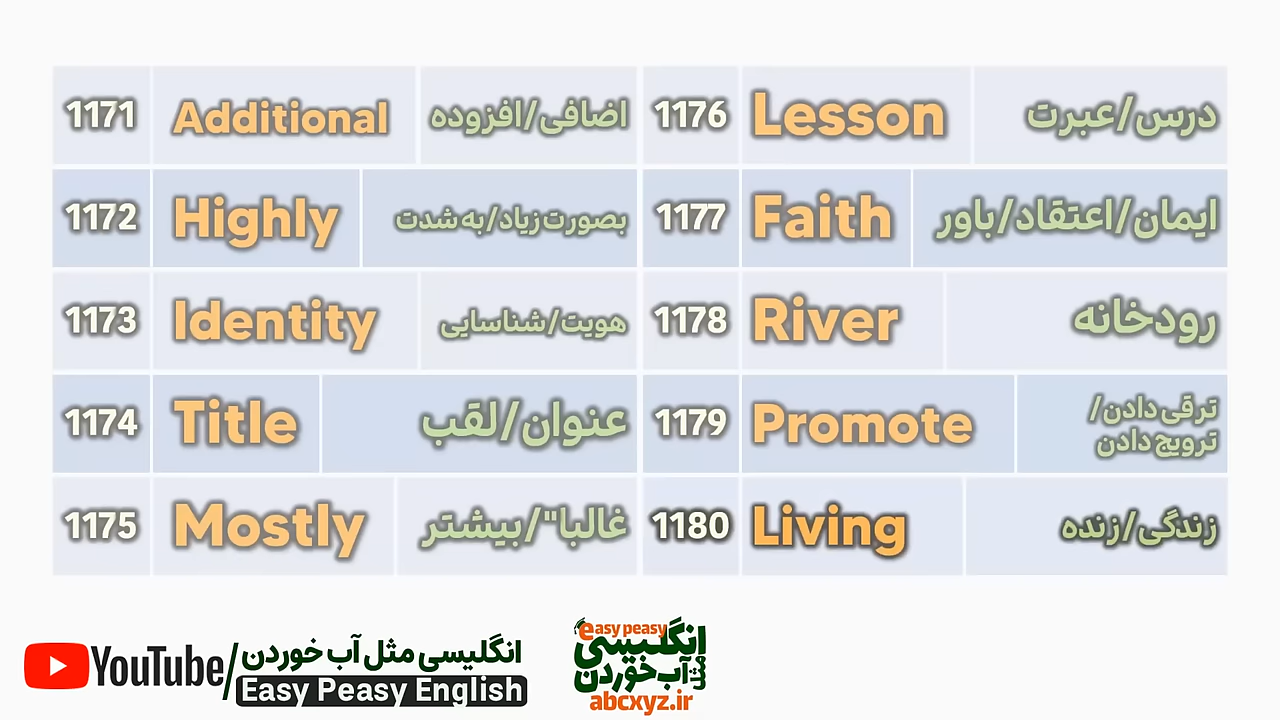 1171 Additional اضافی/افزوده
1172 Highly بصورت زیاد/به شدت
1173 Identity هویت/شناسایی
1174 Title عنوان/لقب
1175 Mostly غالبا"/بیشتر
1176 Lesson درس/عبرت
1177 Faith ایمان/اعتقاد/باور
1178 River رودخانه
1179 Promote ترقی دادن/
ترویج دادن
1180 Living زندگی/زنده
YouTube/انگلیسی مثل آب خوردن
Easy Peasy English
easy peasy
انگلیسی
مثل آب خوردن
abcxyz.ir